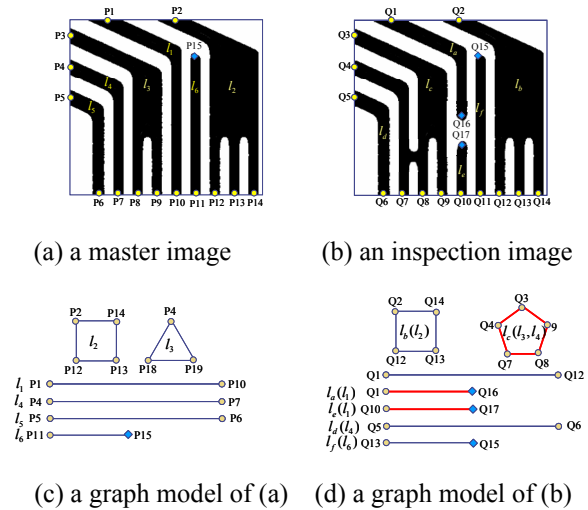 P1 P2
P3
P4
P5
P15
l1
l2
l3
l4
l5
l6
P6 P7 P8 P9 P10 P11 P12 P13 P14
(a) a master image
Q1 Q2
Q3
Q4
Q5
Q15
Q16
Q17
la
lb
lc
ld
le
lf
Q6 Q7 Q8 Q9 Q10 Q11 Q12 Q13 Q14
(b) an inspection image
P2 P14
l2
P12 P13
P4
l3
P18 P19
l1 P1 P10
l4 P4 P7
l5 P5 P6
l6 P11 P15
(c) a graph model of (a)
Q2 Q14
lb(l2)
Q12 Q13
Q3
Q4 9
lc(l3,l4)
Q7 Q8
Q1 Q12
la(l1) Q1 Q16
le(l1) Q10 Q17
ld(l4) Q5 Q6
lf(l6) Q13 Q15
(d) a graph model of (b)